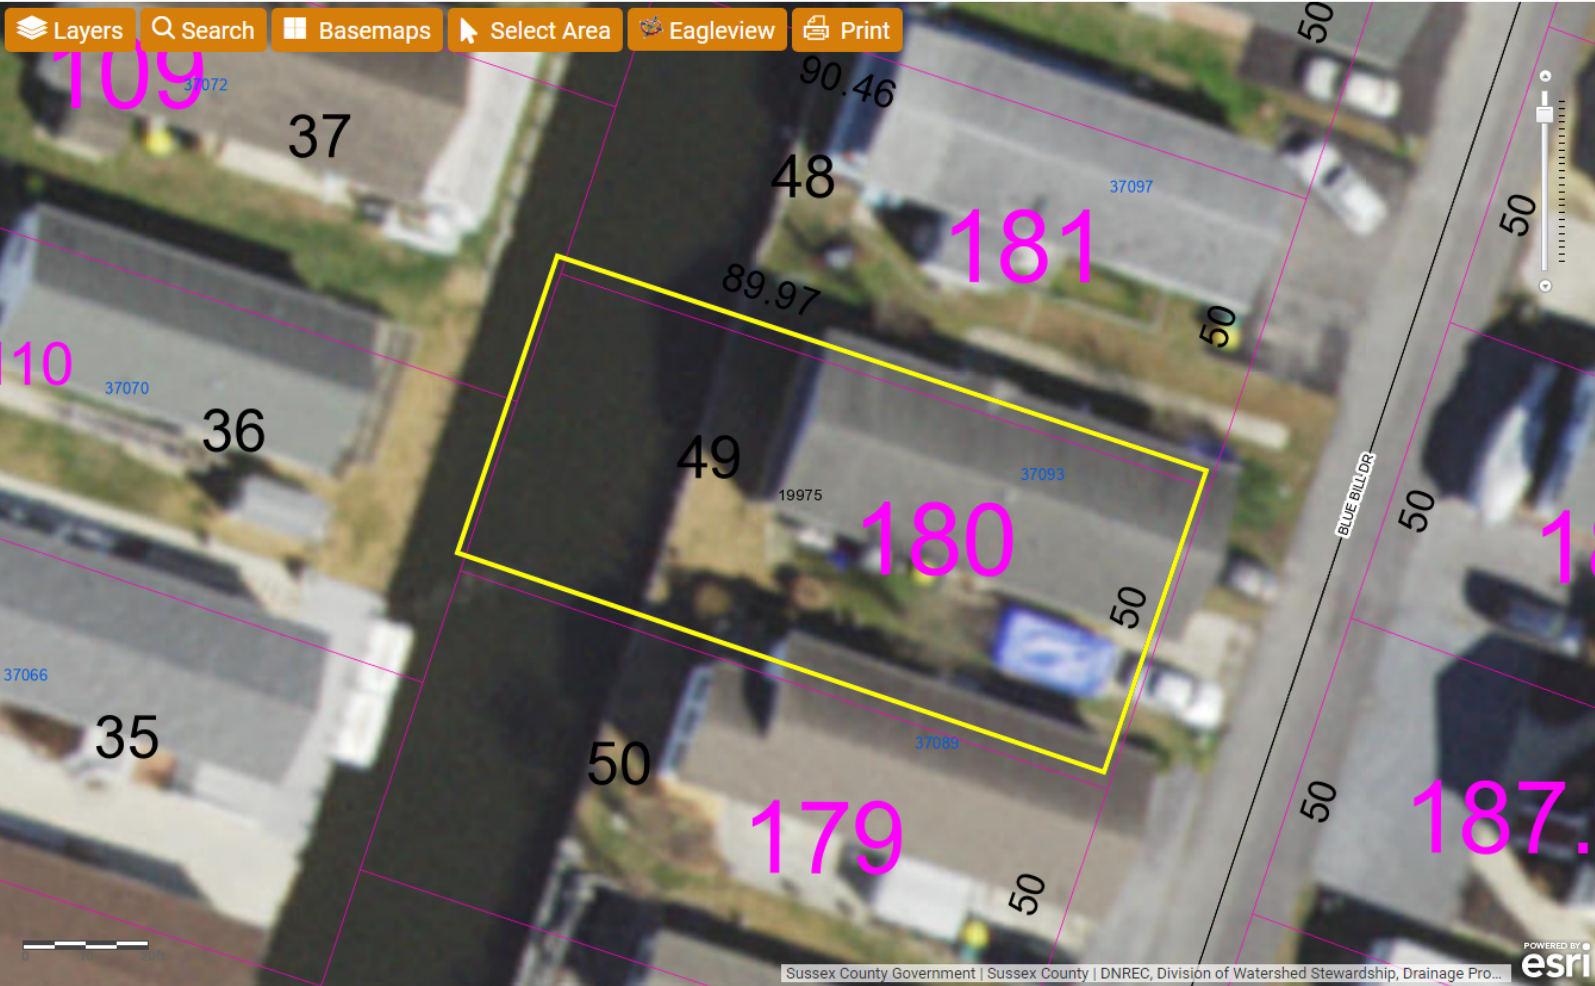 Layers
Search
Basemaps
Select Area
Eagleview
Print
50
109
37072
90.46
37
48
37097
50
181
89.97
50
110
37070
36
49
37093
19975
BLUE BILL DR
50
180
50
37066
35
37089
50
179
50
187.
50
POWERED BY
esri
Sussex County Government | Sussex County | DNREC, Division of Watershed Stewardship, Drainage Pro...